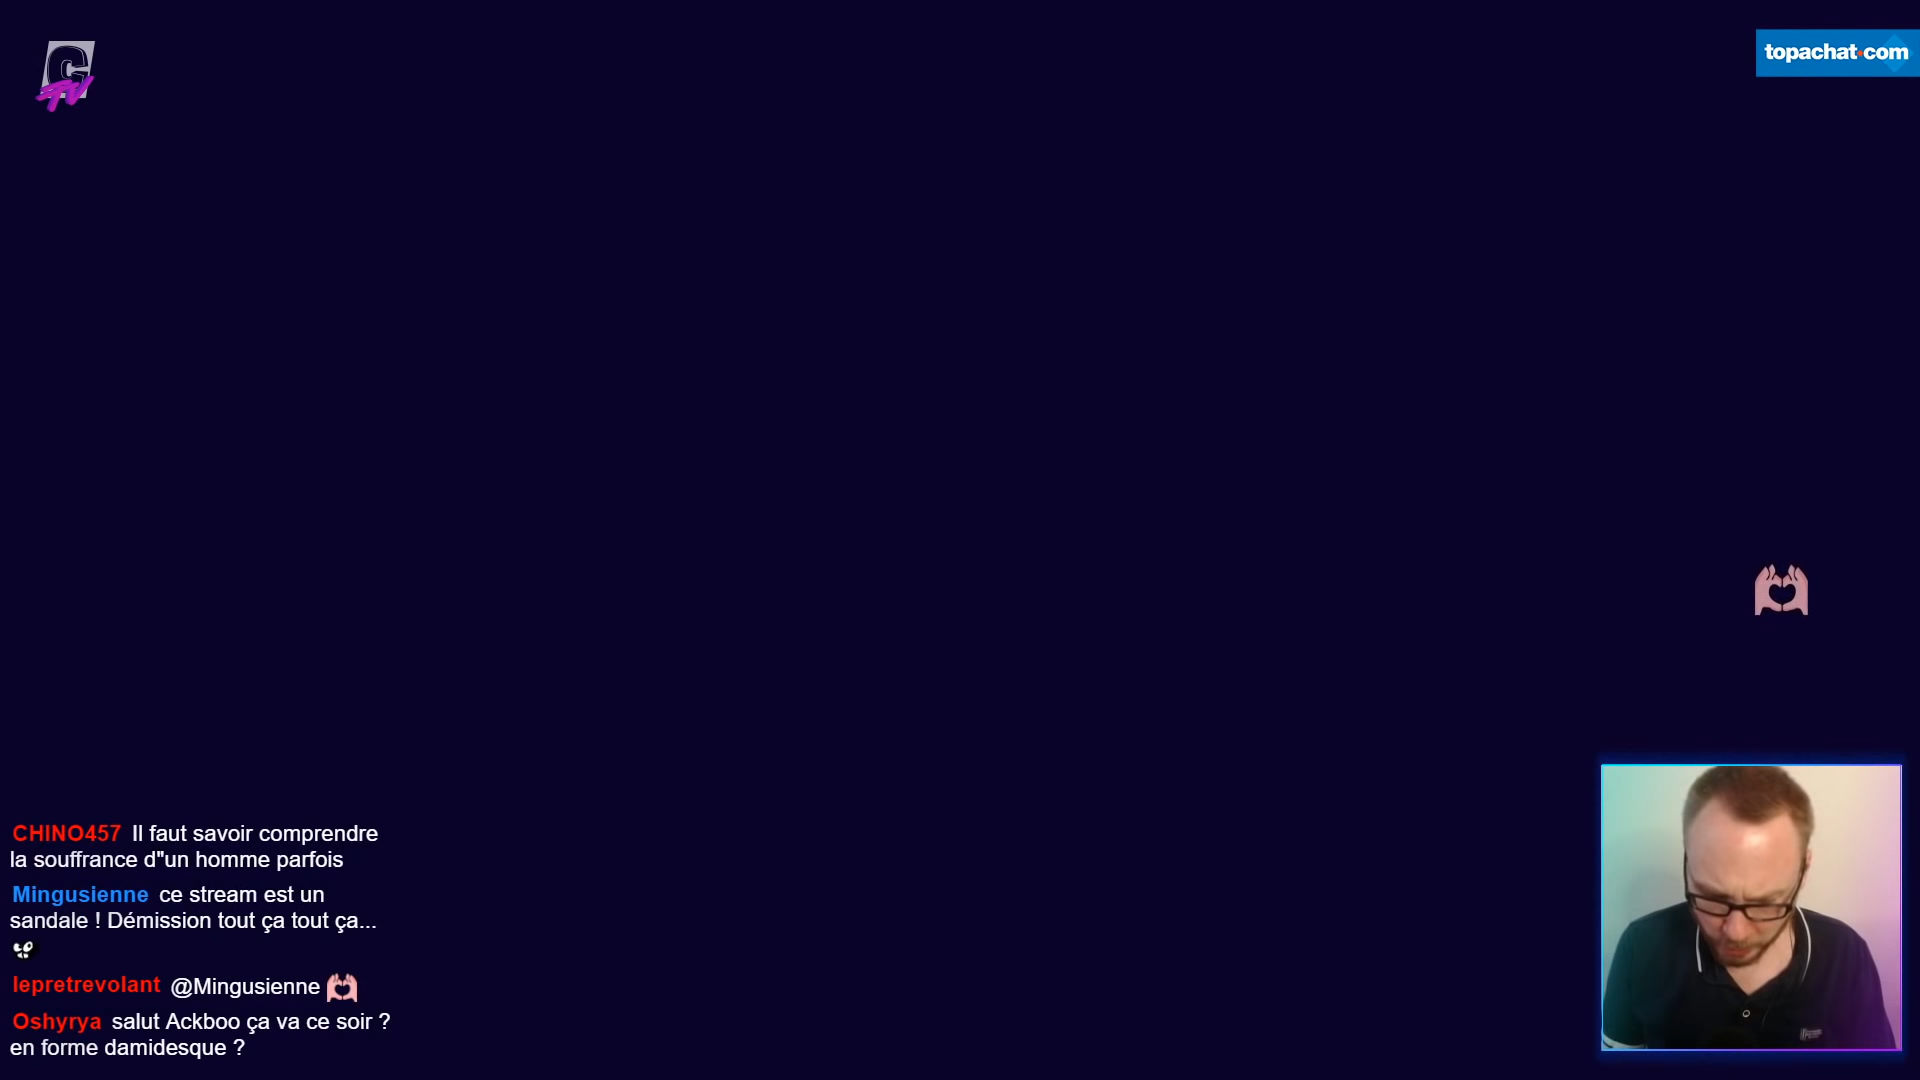 C
TV
topachat.com
CHINO457 Il faut savoir comprendre
la souffrance d"un homme parfois
Mingusienne ce stream est un
sandale ! Démission tout ça tout ça...
lepretrevolant @Mingusienne
Oshyrya salut Ackboo ça va ce soir ?
en forme damidesque ?